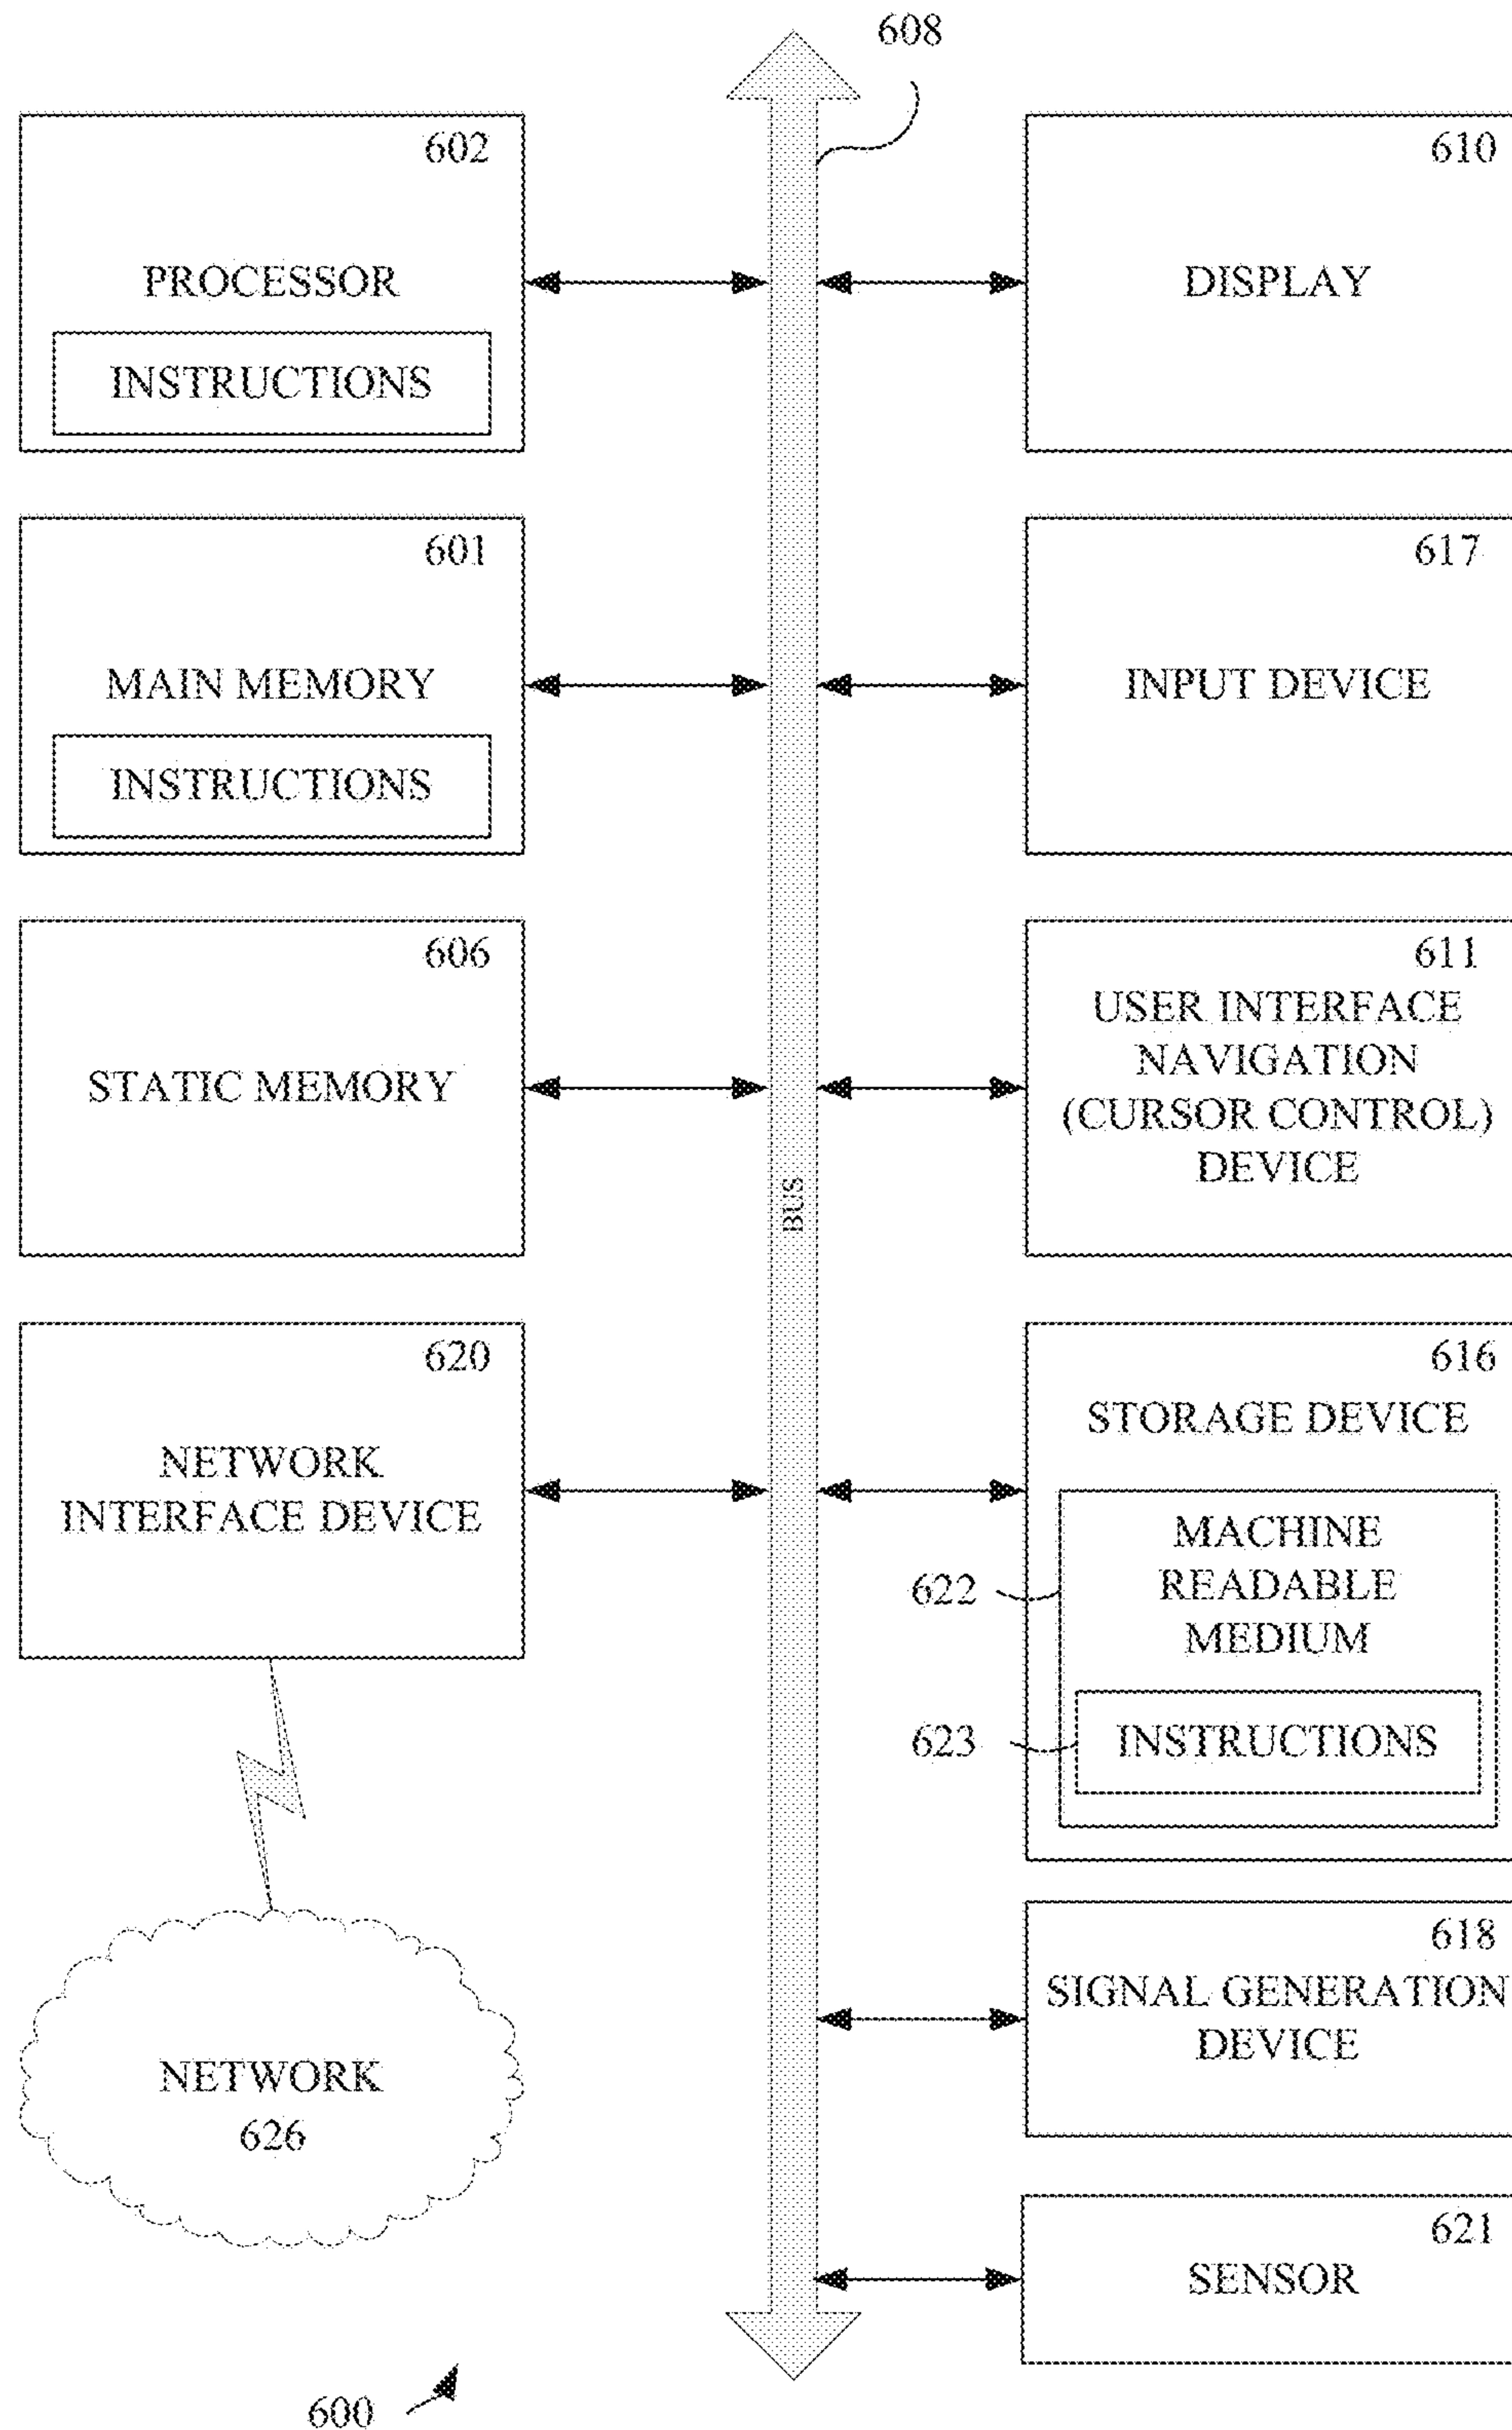 608
602
PROCESSOR
INSTRUCTIONS
610
DISPLAY
601
MAIN MEMORY
INSTRUCTIONS
617
INPUT DEVICE
606
STATIC MEMORY
611
USER INTERFACE
NAVIGATION
(CURSOR CONTROL)
DEVICE
BUS
620
NETWORK
INTERFACE DEVICE
616
STORAGE DEVICE
622
MACHINE
READABLE
MEDIUM
623
INSTRUCTIONS
618
SIGNAL GENERATION
DEVICE
NETWORK
626
621
SENSOR
600